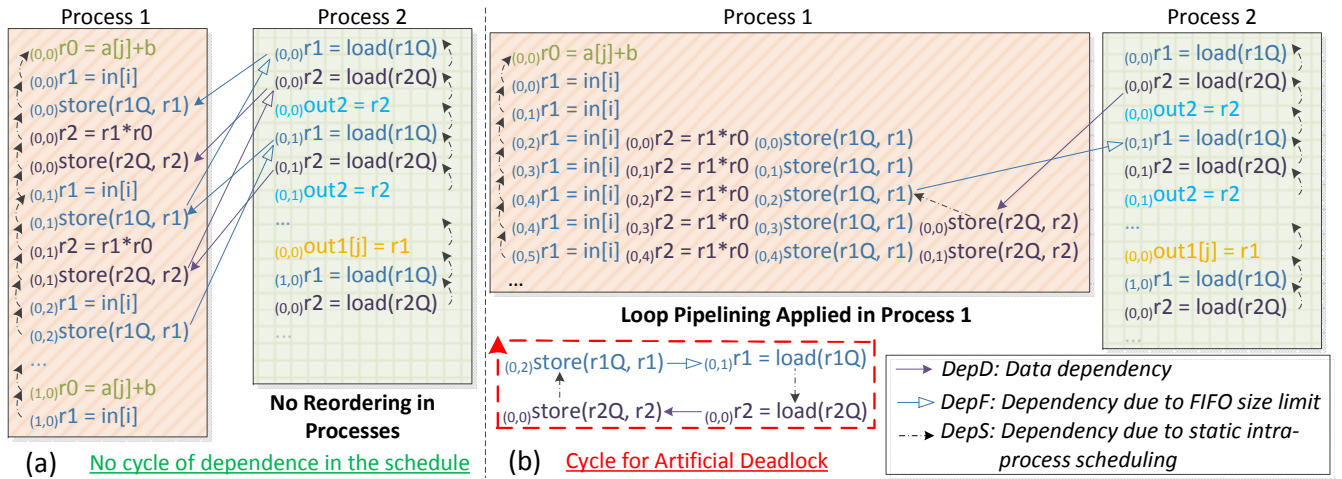 Process 1
Process 2
(0,0)r0 = a[j]+b
(0,0)r1 = in[i]
(0,0)store(r1Q, r1)
(0,0)r2 = r1*r0
(0,0)store(r2Q, r2)
(0,1)r1 = in[i]
(0,1)store(r1Q, r1)
(0,1)r2 = r1*r0
(0,1)store(r2Q, r2)
(0,2)r1 = in[i]
(0,2)store(r1Q, r1)
...
(1,0)r0 = a[j]+b
(1,0)r1 = in[i]
(0,0)r1 = load(r1Q)
(0,0)r2 = load(r2Q)
(0,0)out2 = r2
(0,1)r1 = load(r1Q)
(0,1)r2 = load(r2Q)
(0,1)out2 = r2
...
(0,0)out1[j] = r1
(1,0)r1 = load(r1Q)
(0,0)r2 = load(r2Q)
...
No Reordering in
Processes
(a) No cycle of dependence in the schedule
Process 1
Process 2
(0,0)r0 = a[j]+b
(0,0)r1 = in[i]
(0,1)r1 = in[i]
(0,2)r1 = in[i] (0,0)r2 = r1*r0 (0,0)store(r1Q, r1)
(0,3)r1 = in[i] (0,1)r2 = r1*r0 (0,1)store(r1Q, r1)
(0,4)r1 = in[i] (0,2)r2 = r1*r0 (0,2)store(r1Q, r1)
(0,4)r1 = in[i] (0,3)r2 = r1*r0 (0,3)store(r1Q, r1) (0,0)store(r2Q, r2)
(0,5)r1 = in[i] (0,4)r2 = r1*r0 (0,4)store(r1Q, r1) (0,1)store(r2Q, r2)
...
(0,0)r1 = load(r1Q)
(0,0)r2 = load(r2Q)
(0,0)out2 = r2
(0,1)r1 = load(r1Q)
(0,1)r2 = load(r2Q)
(0,1)out2 = r2
...
(0,0)out1[j] = r1
(1,0)r1 = load(r1Q)
(0,0)r2 = load(r2Q)
...
Loop Pipelining Applied in Process 1
(0,2)store(r1Q, r1) (0,1)r1 = load(r1Q)
(0,0)store(r2Q, r2) (0,0)r2 = load(r2Q)
(b) Cycle for Artificial Deadlock
DepD: Data dependency
DepF: Dependency due to FIFO size limit
DepS: Dependency due to static intra-
process scheduling